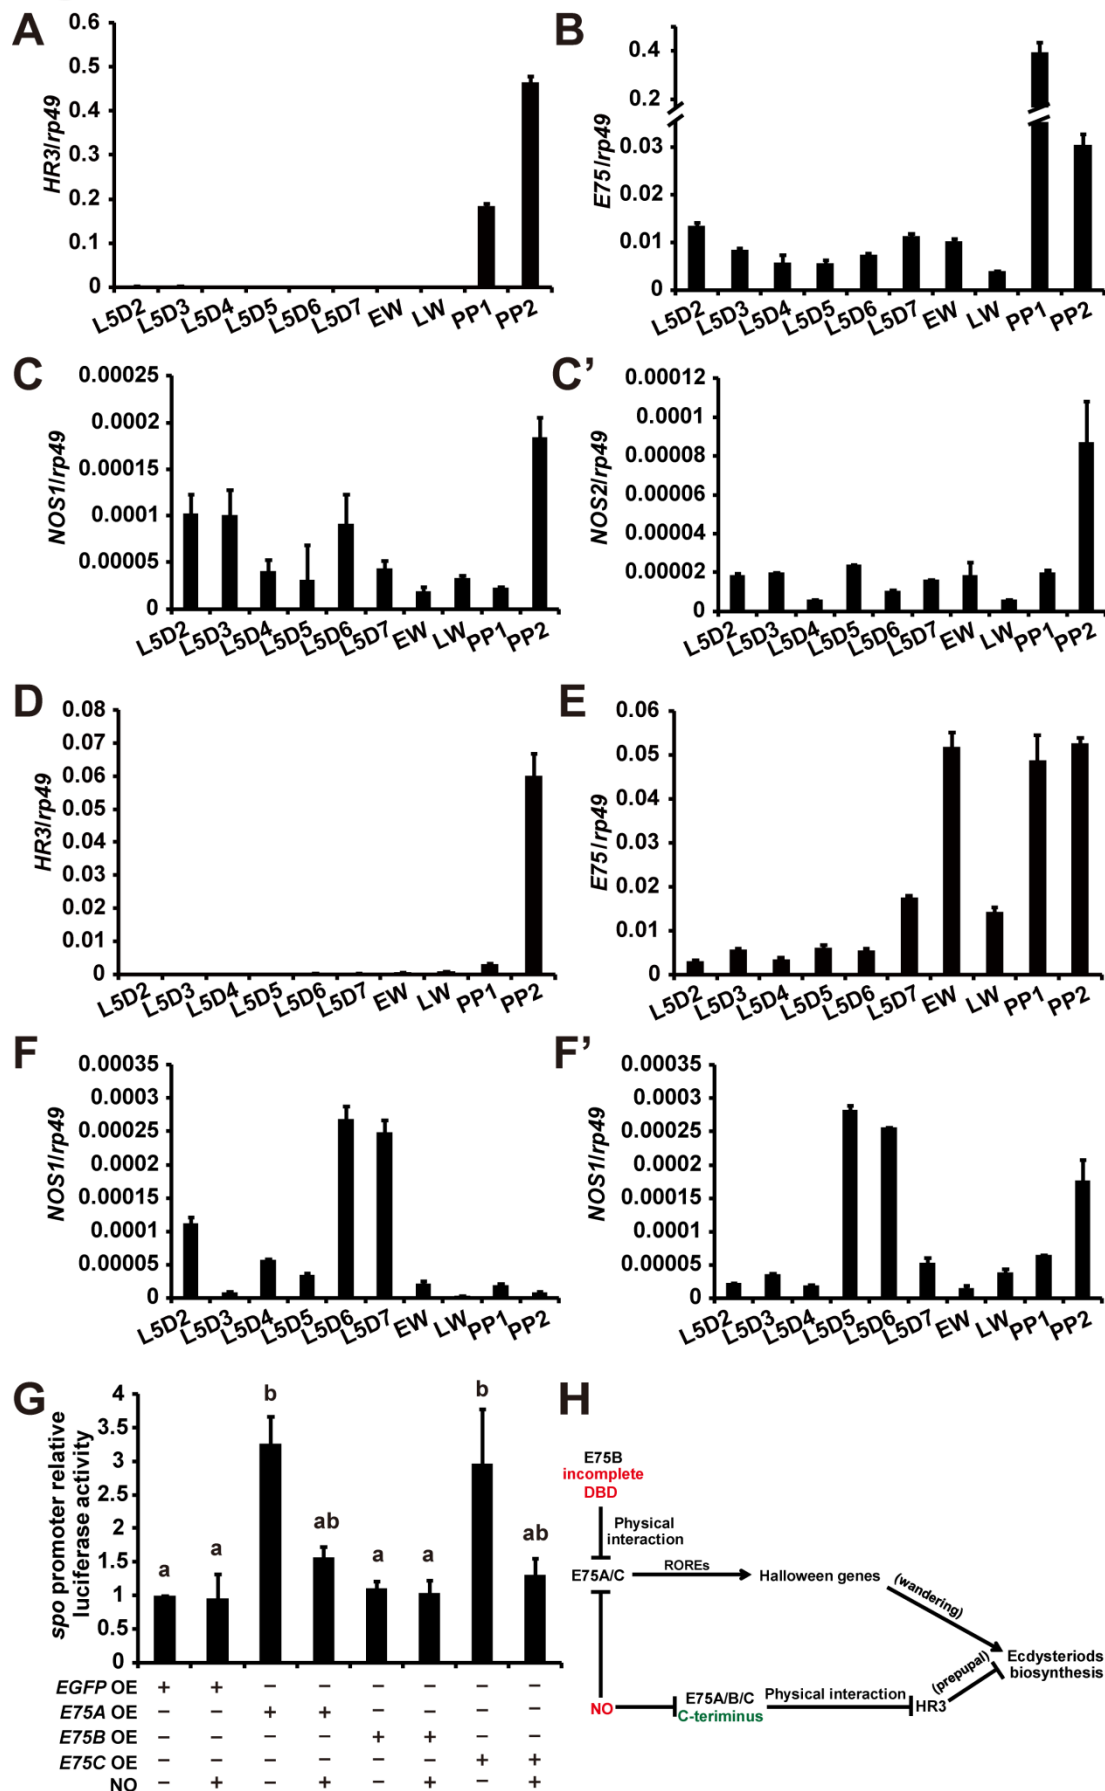 A
HR3/rp49
0.6
0.5
0.4
0.3
0.2
0.1
0
L5D2 L5D3 L5D4 L5D5 L5D6 L5D7 EW LW PP1 PP2
B
E75/rp49
0.4
0.2
0.03
0.02
0.01
0
L5D2 L5D3 L5D4 L5D5 L5D6 L5D7 EW LW PP1 PP2
C
NOS1/rp49
0.00025
0.0002
0.00015
0.0001
0.00005
0
L5D2 L5D3 L5D4 L5D5 L5D6 L5D7 EW LW PP1 PP2
C’
NOS2/rp49
0.00012
0.0001
0.00008
0.00006
0.00004
0.00002
0
L5D2 L5D3 L5D4 L5D5 L5D6 L5D7 EW LW PP1 PP2
D
HR3/rp49
0.08
0.07
0.06
0.05
0.04
0.03
0.02
0.01
0
L5D2 L5D3 L5D4 L5D5 L5D6 L5D7 EW LW PP1 PP2
E
E75/rp49
0.06
0.05
0.04
0.03
0.02
0.01
0
L5D2 L5D3 L5D4 L5D5 L5D6 L5D7 EW LW PP1 PP2
F
NOS1/rp49
0.00035
0.0003
0.00025
0.0002
0.00015
0.0001
0.00005
0
L5D2 L5D3 L5D4 L5D5 L5D6 L5D7 EW LW PP1 PP2
F’
NOS1/rp49
0.00035
0.0003
0.00025
0.0002
0.00015
0.0001
0.00005
0
L5D2 L5D3 L5D4 L5D5 L5D6 L5D7 EW LW PP1 PP2
G
spo promoter relative
luciferase activity
4
3.5
3
2.5
2
1.5
1
0.5
0
a a b ab a a b ab
EGFP OE + + − − − − − −
E75A OE − − + + − − − −
E75B OE − − − − + + − −
E75C OE − − − − − − + +
NO − + − + − + − +
H
E75B
incomplete
DBD
Physical
interaction
E75A/C
ROREs
Halloween genes
(wandering)
Ecdysteriods
biosynthesis
(prepupal)
NO
E75A/B/C
C-teriminus
Physical interaction
HR3